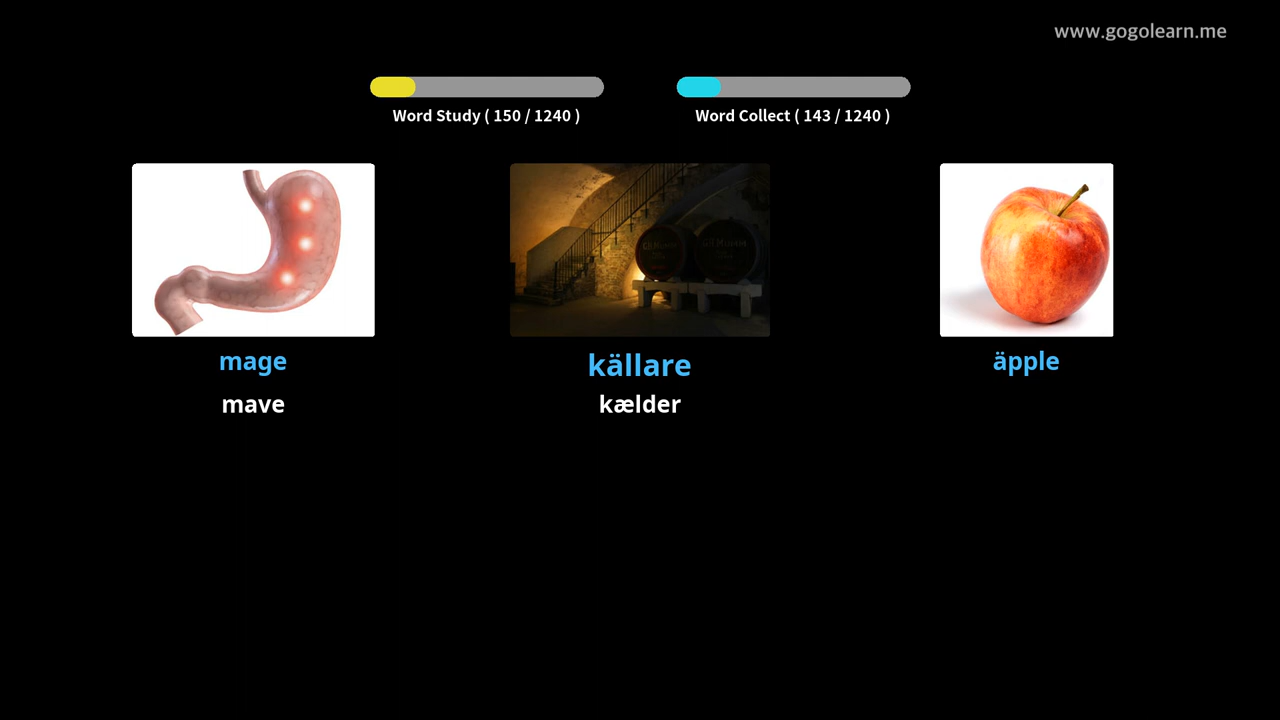 www.gogolearn.me
Word Study ( 150 / 1240 )
Word Collect ( 143 / 1240 )
mage
källare
äpple
mave
kælder